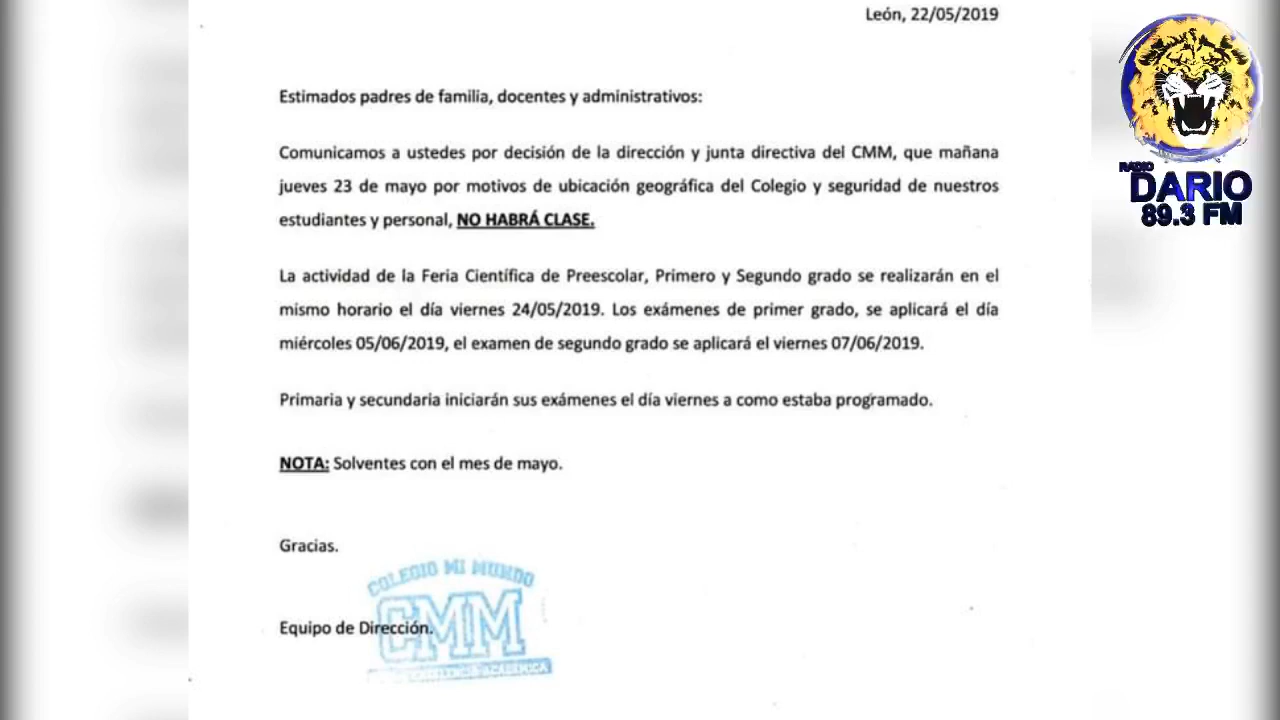 León, 22/05/2019
Estimados padres de familia, docentes y administrativos:
Comunicamos a ustedes por decisión de la dirección y junta directiva del CMM, que mañana
jueves 23 de mayo por motivos de ubicación geográfica del Colegio y seguridad de nuestros
estudiantes y personal, NO HABRÁ CLASE.
La actividad de la Feria Científica de Preescolar, Primero y Segundo grado se realizarán en el
mismo horario el día viernes 24/05/2019. Los exámenes de primer grado, se aplicará el día
miércoles 05/06/2019, el examen de segundo grado se aplicará el viernes 07/06/2019.
Primaria y secundaria iniciarán sus exámenes el día viernes a como estaba programado.
NOTA: Solventes con el mes de mayo.
Gracias.
COLEGIO MI MUNDO
CMM
ACADÉMICA
Equipo de Dirección.
RADIO
DARIO
89.3 FM